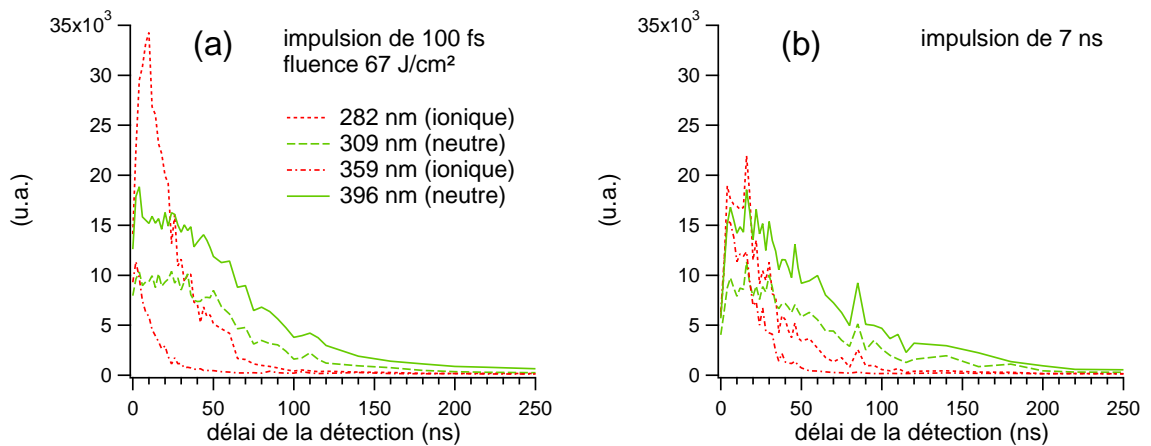 35x10³
30
25
20
15
10
5
0
(u.a.)
(a)
impulsion de 100 fs
fluence 67 J/cm²
282 nm (ionique)
309 nm (neutre)
359 nm (ionique)
396 nm (neutre)
0
50
100
150
200
250
délai de la détection (ns)
35x10³
30
25
20
15
10
5
0
(u.a.)
(b)
impulsion de 7 ns
0
50
100
150
200
250
délai de la détection (ns)